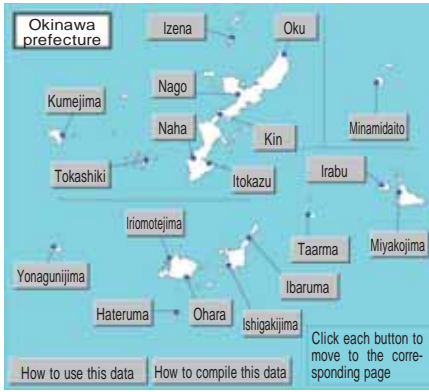 Okinawa
prefecture
Izena
Oku
Nago
Kumejima
Minamidaito
Naha
Kin
Tokashiki
Itokazu
Irabu
Iriomotejima
Taarma
Miyakojima
Yonagunijima
Ibaruma
Hateruma
Ohara
Ishigakijima
Click each button to
move to the corre-
sponding page
How to use this data
How to compile this data